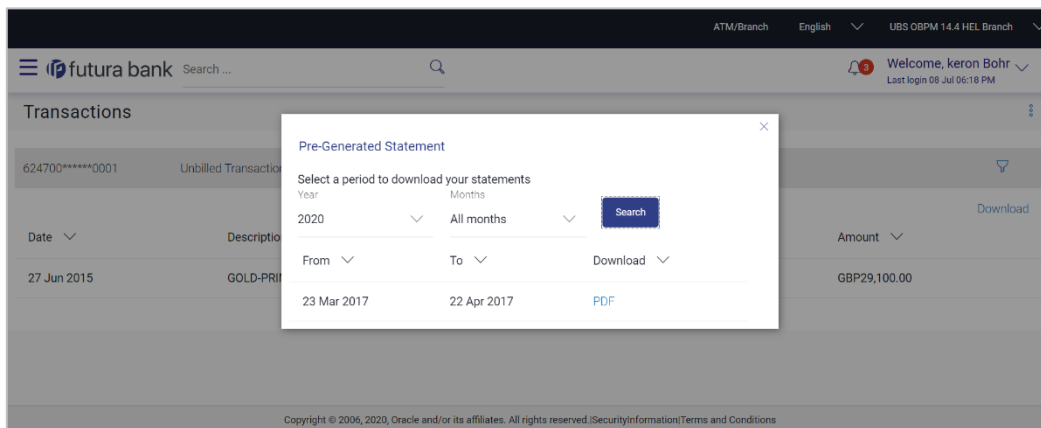 ATM/Branch English UBS OBPM 14.4 HEL Branch
futura bank Search ... 3 Welcome, keron Bohr
Last login 08 Jul 06:18 PM
Transactions
Pre-Generated Statement
624700******0001 Unbilled Transaction
Select a period to download your statements
Year Months
2020 All months Search
Download
Date Descriptio Amount
From To Download
27 Jun 2015 GOLD-PRI GBP29,100.00
23 Mar 2017 22 Apr 2017 PDF
Copyright © 2006, 2020, Oracle and/or its affiliates. All rights reserved.|SecurityInformation|Terms and Conditions